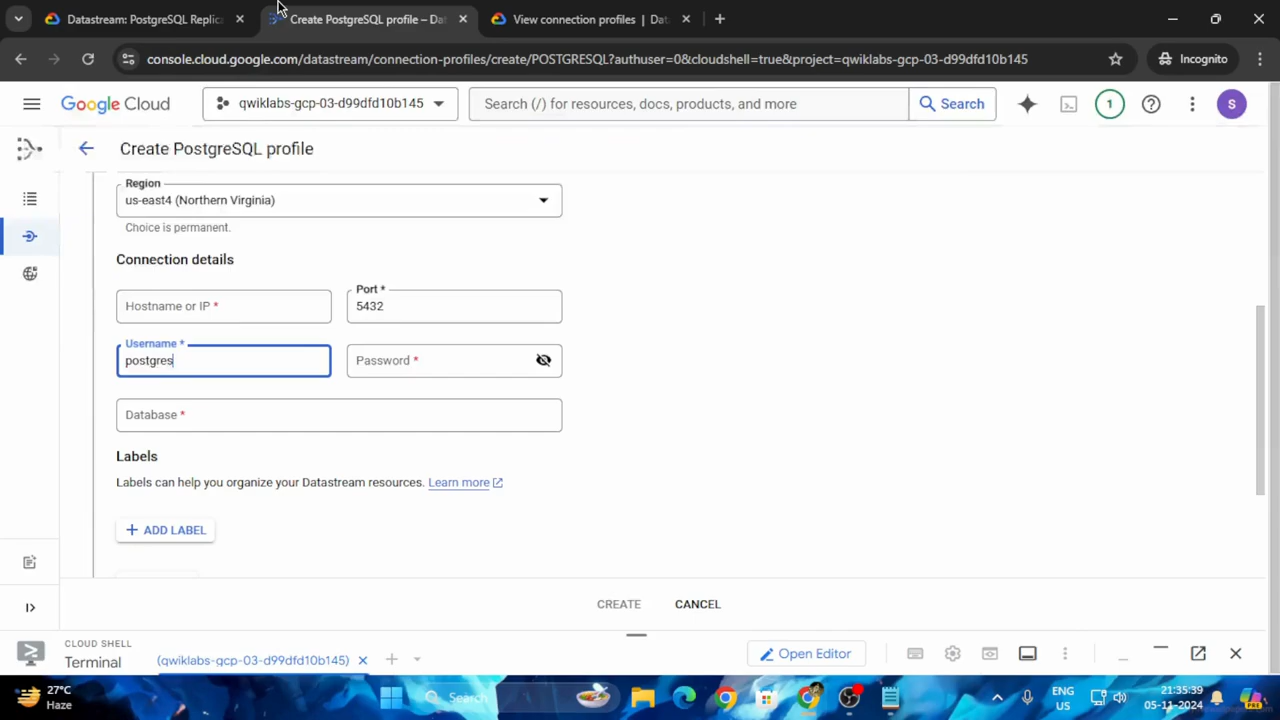 Datastream: PostgreSQL Replica
Create PostgreSQL profile – Da
View connection profiles | Dat
console.cloud.google.com/datastream/connection-profiles/create/POSTGRESQL?authuser=0&cloudshell=true&project=qwiklabs-gcp-03-d99dfd10b145
Incognito
Google Cloud
qwiklabs-gcp-03-d99dfd10b145
Search (/) for resources, docs, products, and more
Search
1
S
Create PostgreSQL profile
Region
us-east4 (Northern Virginia)
Choice is permanent.
Connection details
Hostname or IP *
Port *
5432
Username *
postgres
Password *
Database *
Labels
Labels can help you organize your Datastream resources. Learn more
+ ADD LABEL
CREATE
CANCEL
CLOUD SHELL
Terminal
(qwiklabs-gcp-03-d99dfd10b145)
Open Editor
27°C
Haze
Search
ENG
US
21:35:39
05-11-2024
PRE